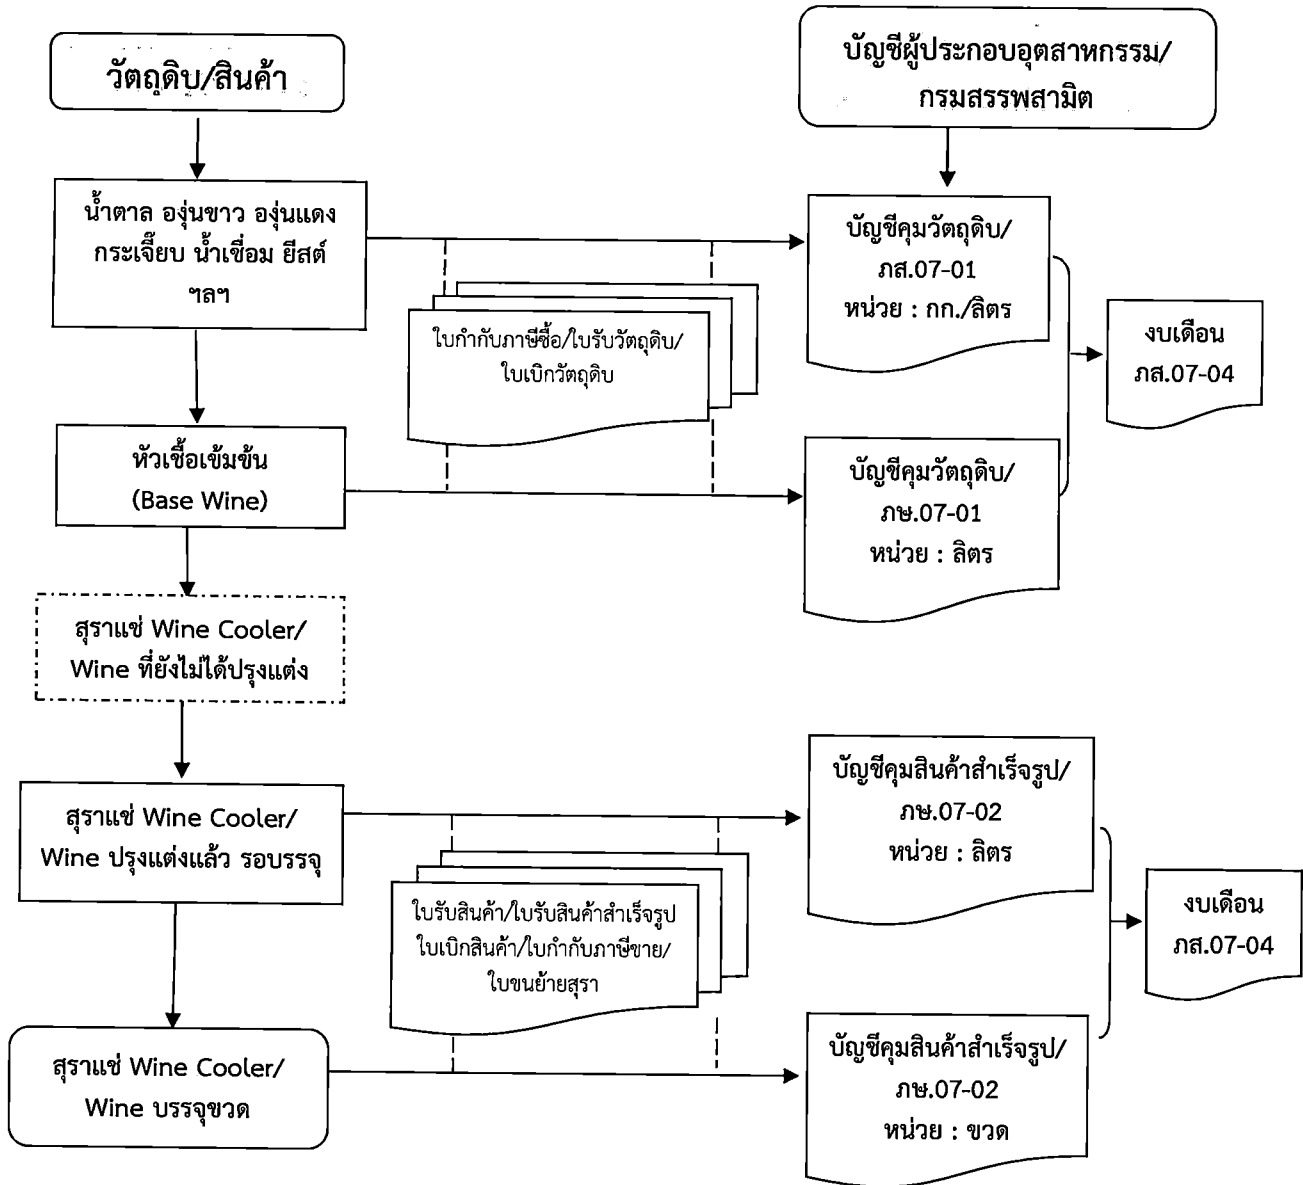 วัตถุดิบ/สินค้า
บัญชีผู้ประกอบอุตสาหกรรม/
กรมสรรพสามิต
น้ำตาล องุ่นขาว องุ่นแดง
กระเจี๊ยบ น้ำเชื่อม ยีสต์
ฯลฯ
บัญชีคุมวัตถุดิบ/
ภส.07-01
หน่วย : กก./ลิตร
ใบกำกับภาษีซื้อ/ใบรับวัตถุดิบ/
ใบเบิกวัตถุดิบ
งบเดือน
ภส.07-04
หัวเชื้อเข้มข้น
(Base Wine)
บัญชีคุมวัตถุดิบ/
ภษ.07-01
หน่วย : ลิตร
สุราแช่ Wine Cooler/
Wine ที่ยังไม่ได้ปรุงแต่ง
สุราแช่ Wine Cooler/
Wine ปรุงแต่งแล้ว รอบรรจุ
บัญชีคุมสินค้าสำเร็จรูป/
ภษ.07-02
หน่วย : ลิตร
ใบรับสินค้า/ใบรับสินค้าสำเร็จรูป
ใบเบิกสินค้า/ใบกำกับภาษีขาย/
ใบขนย้ายสุรา
งบเดือน
ภส.07-04
สุราแช่ Wine Cooler/
Wine บรรจุขวด
บัญชีคุมสินค้าสำเร็จรูป/
ภษ.07-02
หน่วย : ขวด